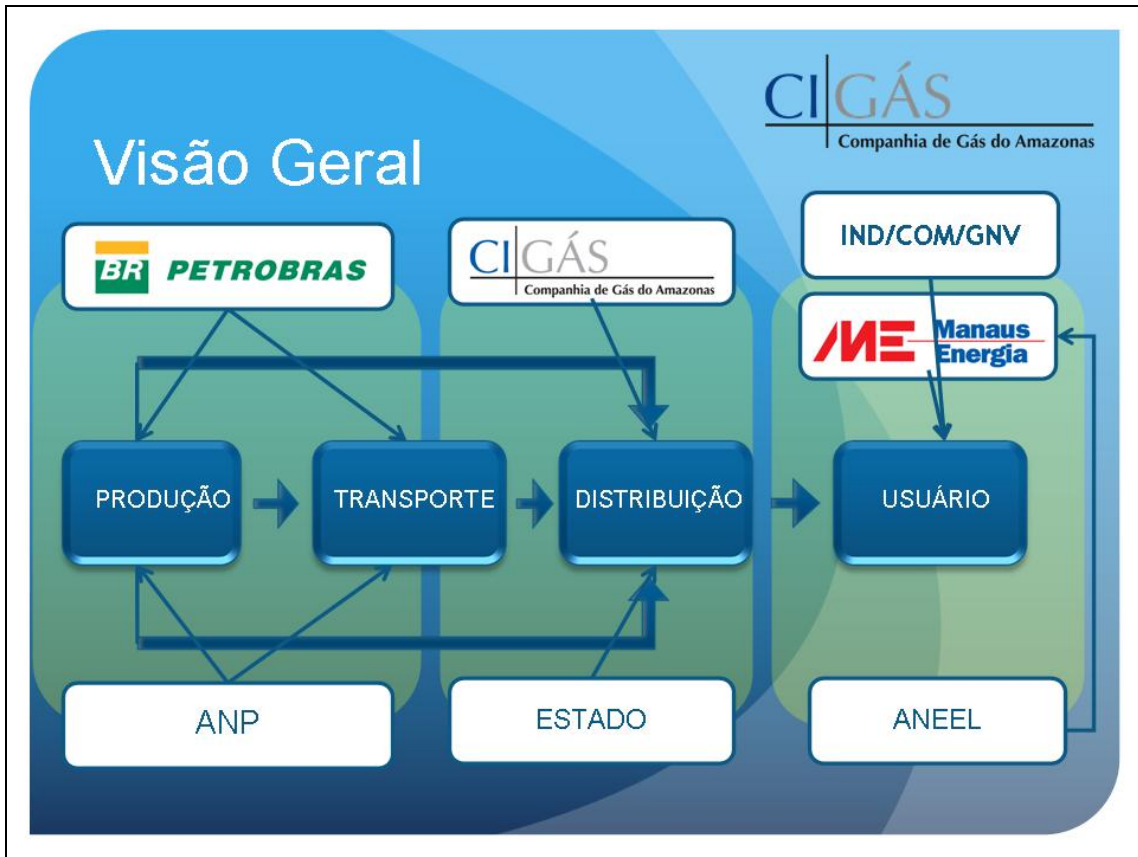 CIGÁS
Companhia de Gás do Amazonas
Visão Geral
BR PETROBRAS
CIGÁS
Companhia de Gás do Amazonas
IND/COM/GNV
ME Manaus
Energia
PRODUÇÃO
TRANSPORTE
DISTRIBUIÇÃO
USUÁRIO
ANP
ESTADO
ANEEL